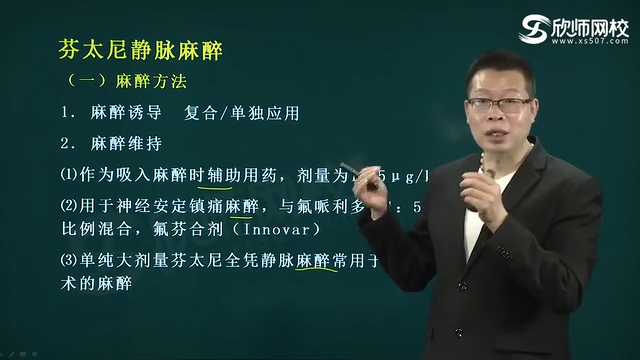 欣师网校
www.xs507.com
芬太尼静脉麻醉
（一）麻醉方法
1. 麻醉诱导 复合/单独应用
2. 麻醉维持
⑴作为吸入麻醉时辅助用药，剂量为 5μg/
⑵用于神经安定镇痛麻醉，与氟哌利多 ：5
比例混合，氟芬合剂（Innovar）
⑶单纯大剂量芬太尼全凭静脉麻醉常用于
术的麻醉